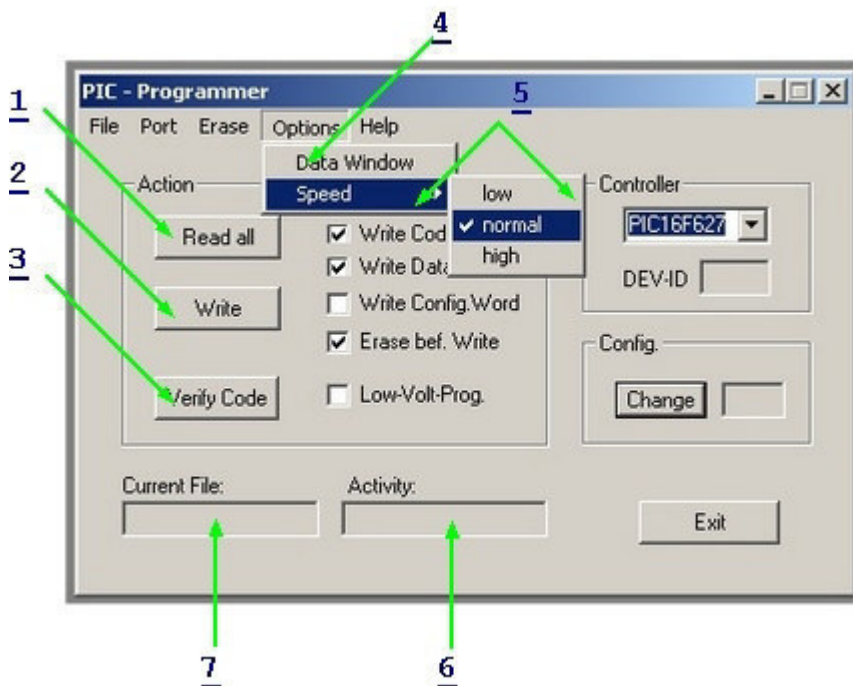 4
PIC - Programmer
5
1
File Port Erase Options Help
Data Window
2
Action
Speed
low
Controller
Read all
Write Cod
normal
PIC16F627
3
Write Data
high
DEV-ID
Write
Write Config.Word
Erase bef. Write
Config.
Verify Code
Low-Volt-Prog.
Change
Current File:
Activity:
Exit
7
6